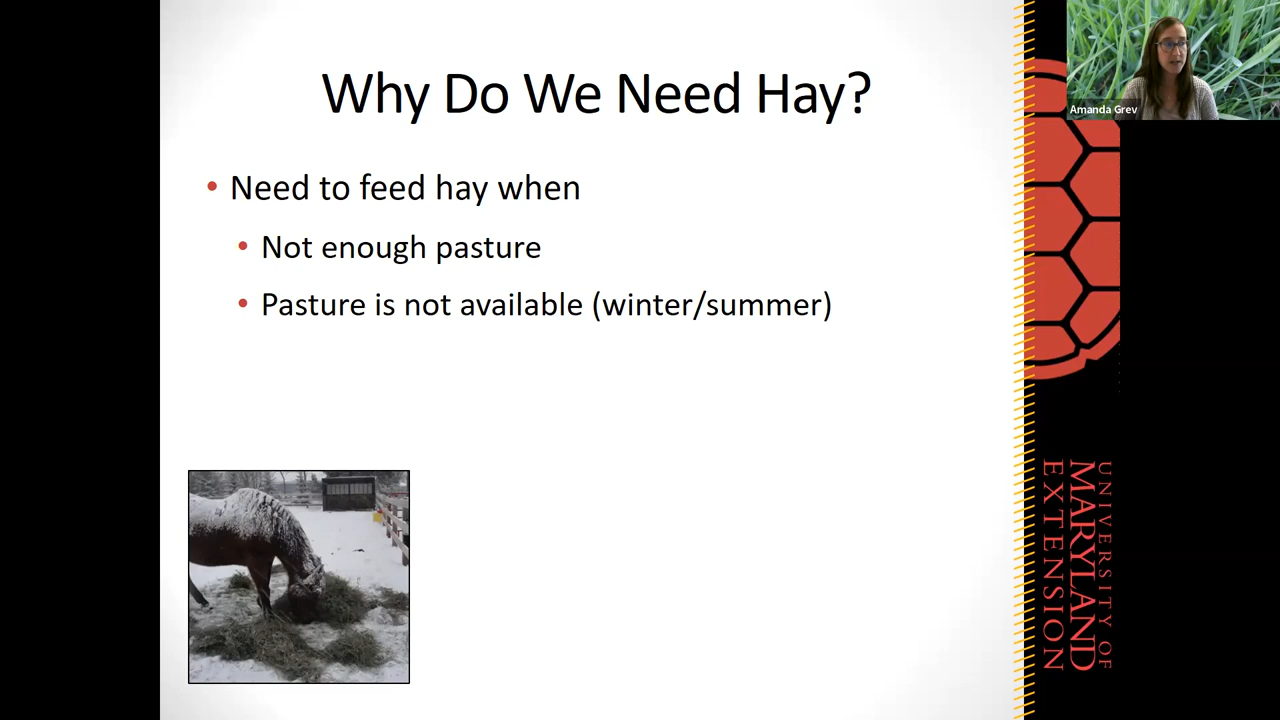 Why Do We Need Hay?
• Need to feed hay when
• Not enough pasture
• Pasture is not available (winter/summer)
Amanda Grev
UNIVERSITY OF
MARYLAND
EXTENSION